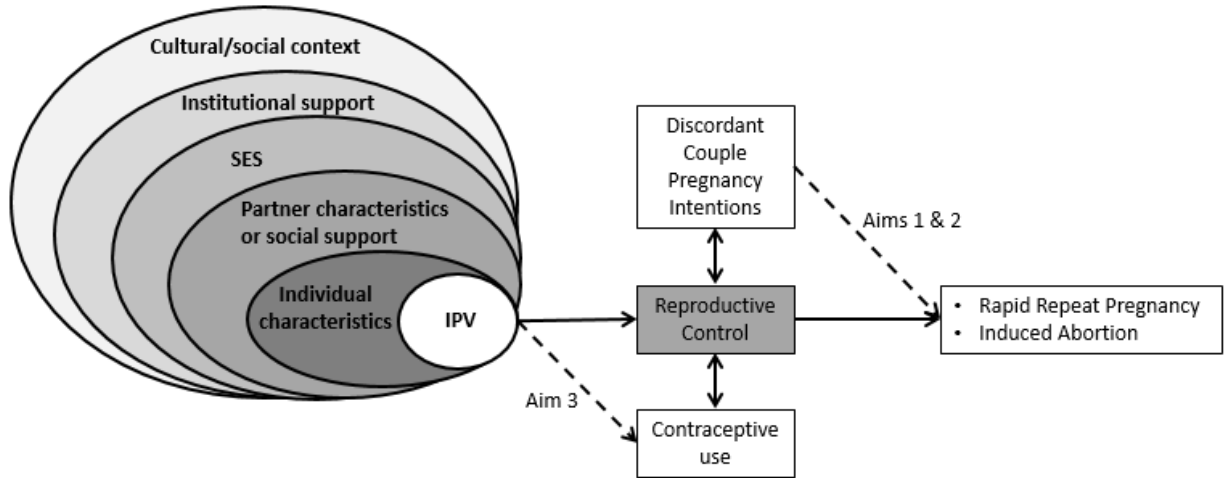 Cultural/social context
Institutional support
SES
Partner characteristics
or social support
Individual
characteristics
IPV
Discordant
Couple
Pregnancy
Intentions
Aims 1 & 2
Reproductive
Control
• Rapid Repeat Pregnancy
• Induced Abortion
Aim 3
Contraceptive
use